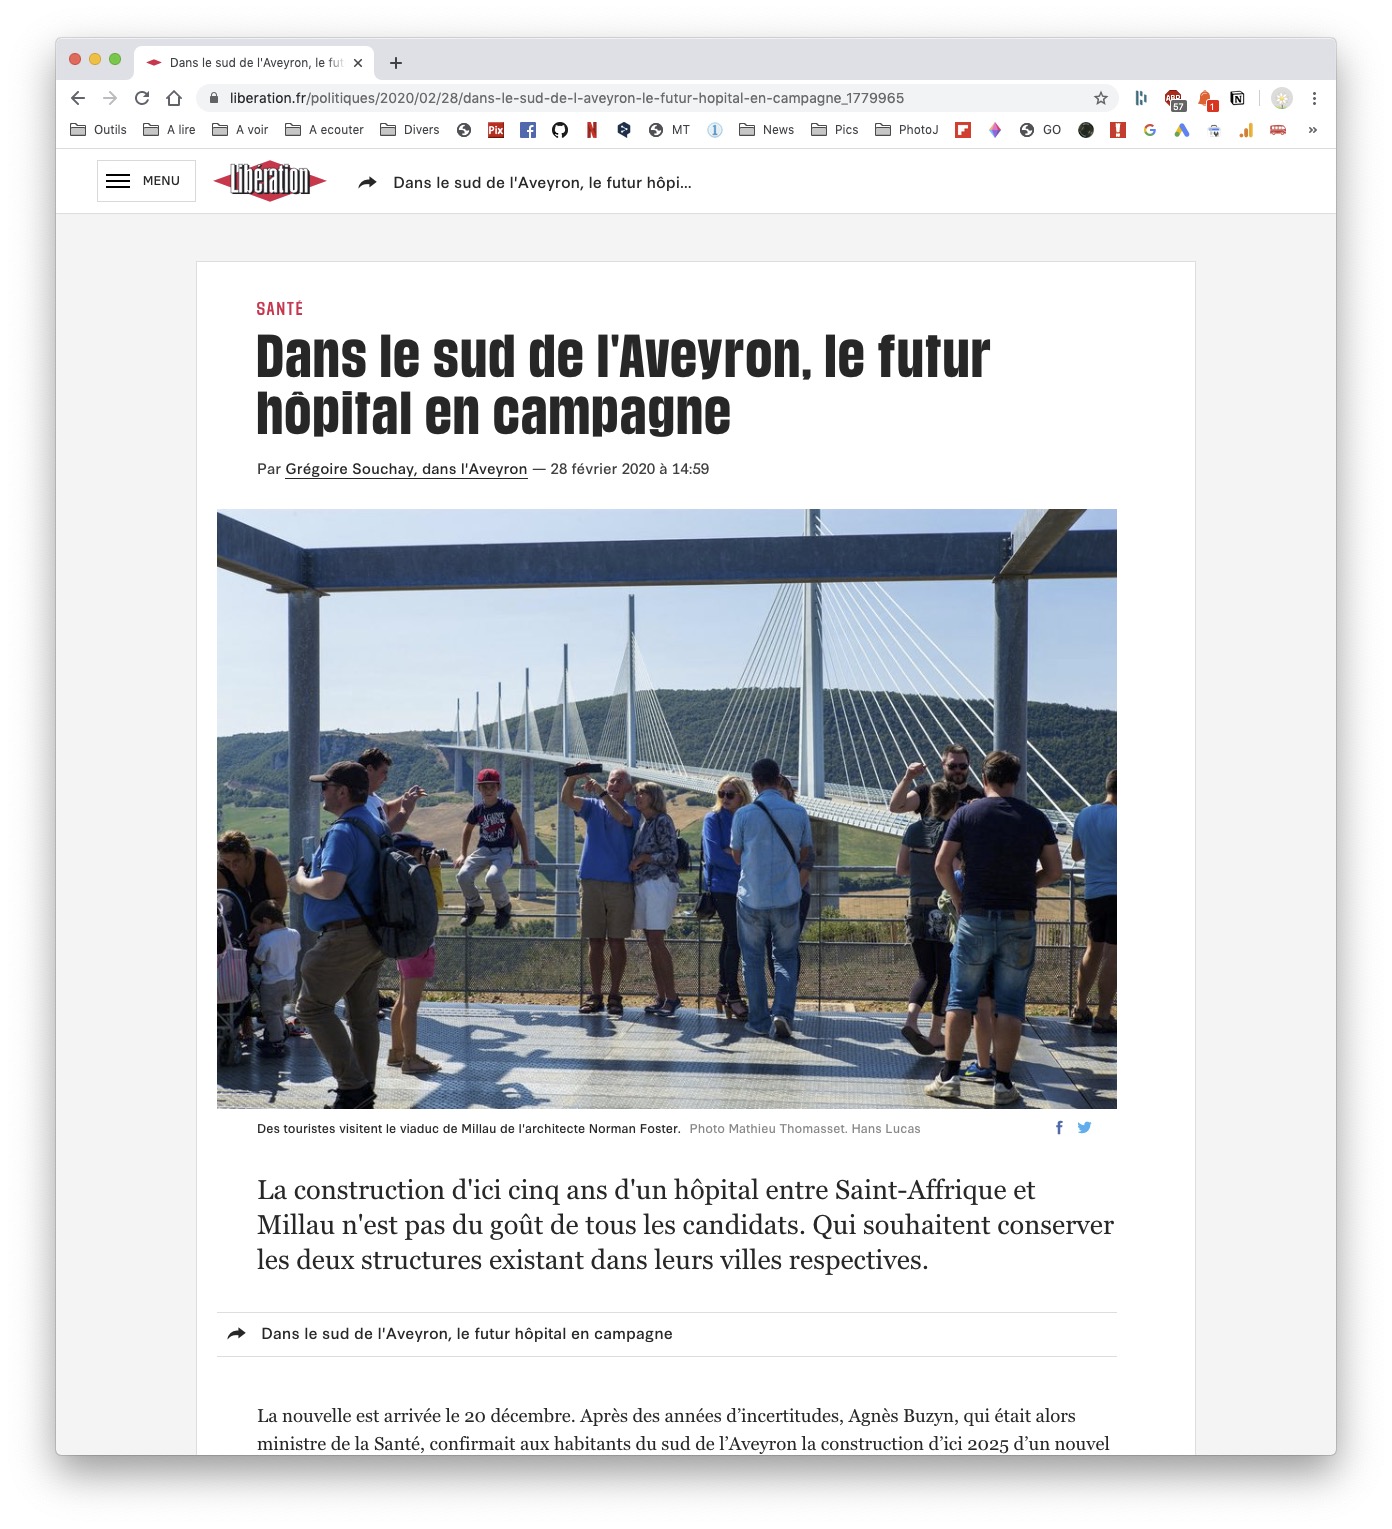 Dans le sud de l'Aveyron, le fut
liberation.fr/politiques/2020/02/28/dans-le-sud-de-l-aveyron-le-futur-hopital-en-campagne_1779965
ABP
57
1
Outils
A lire
A voir
A ecouter
Divers
Pix
MT
News
Pics
PhotoJ
GO
»
MENU
Libération
Dans le sud de l'Aveyron, le futur hôpi...
SANTÉ
Dans le sud de l'Aveyron, le futur
hôpital en campagne
Par Grégoire Souchay, dans l'Aveyron — 28 février 2020 à 14:59
Des touristes visitent le viaduc de Millau de l'architecte Norman Foster. Photo Mathieu Thomasset. Hans Lucas
La construction d'ici cinq ans d'un hôpital entre Saint-Affrique et
Millau n'est pas du goût de tous les candidats. Qui souhaitent conserver
les deux structures existant dans leurs villes respectives.
Dans le sud de l'Aveyron, le futur hôpital en campagne
La nouvelle est arrivée le 20 décembre. Après des années d’incertitudes, Agnès Buzyn, qui était alors
ministre de la Santé, confirmait aux habitants du sud de l’Aveyron la construction d’ici 2025 d’un nouvel